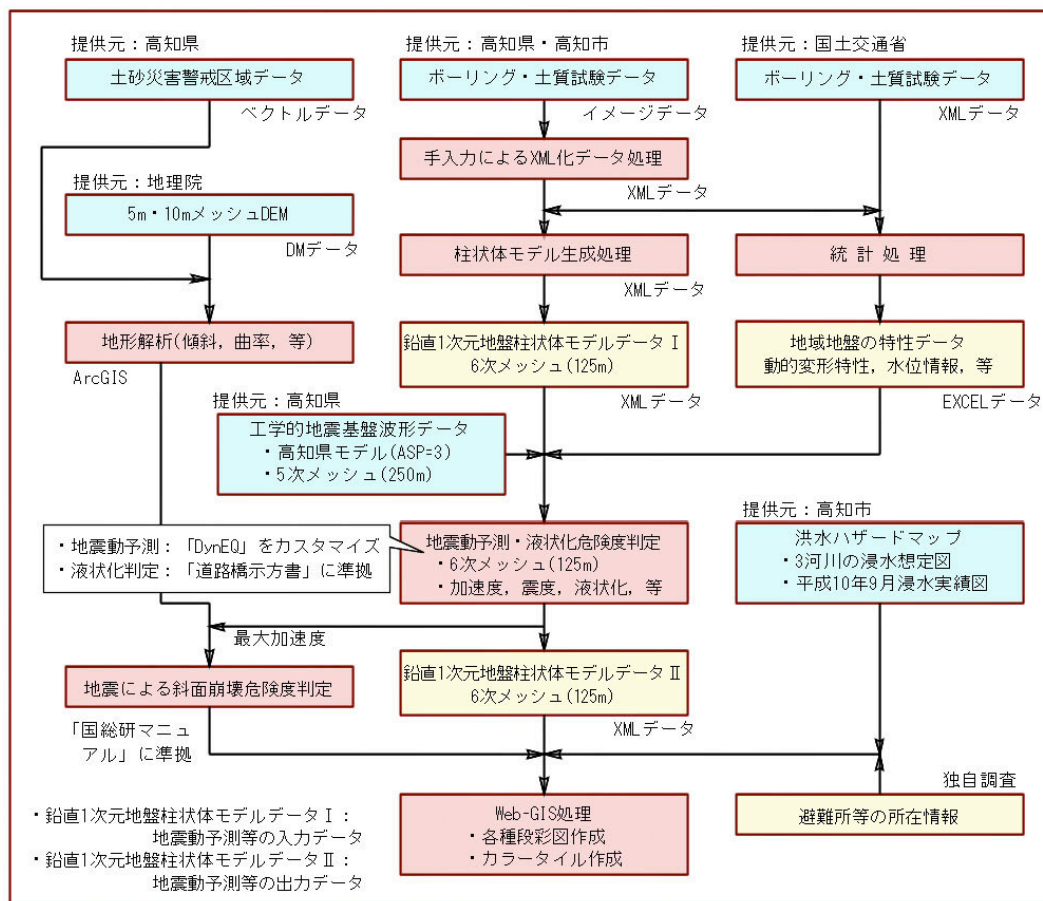 提供元：高知県
土砂災害警戒区域データ
ベクトルデータ
提供元：地理院
5m・10mメッシュDEM
DMデータ
地形解析(傾斜，曲率，等)
ArcGIS
提供元：高知県・高知市
ボーリング・土質試験データ
イメージデータ
手入力によるXML化データ処理
XMLデータ
柱状体モデル生成処理
XMLデータ
鉛直1次元地盤柱状体モデルデータⅠ
6次メッシュ(125m)
XMLデータ
提供元：国土交通省
ボーリング・土質試験データ
XMLデータ
統 計 処 理
地域地盤の特性データ
動的変形特性，水位情報，等
EXCELデータ
提供元：高知県
工学的地震基盤波形データ
・高知県モデル(ASP=3)
・5次メッシュ(250m)
・地震動予測：「DynEQ」をカスタマイズ
・液状化判定：「道路橋示方書」に準拠
地震動予測・液状化危険度判定
・6次メッシュ(125m)
・加速度，震度，液状化，等
提供元：高知市
洪水ハザードマップ
・3河川の浸水想定図
・平成10年9月浸水実績図
最大加速度
地震による斜面崩壊危険度判定
「国総研マニュ
アル」に準拠
鉛直1次元地盤柱状体モデルデータⅡ
6次メッシュ(125m)
XMLデータ
独自調査
避難所等の所在情報
Web-GIS処理
・各種段彩図作成
・カラータイル作成
・鉛直1次元地盤柱状体モデルデータⅠ：
地震動予測等の入力データ
・鉛直1次元地盤柱状体モデルデータⅡ：
地震動予測等の出力データ